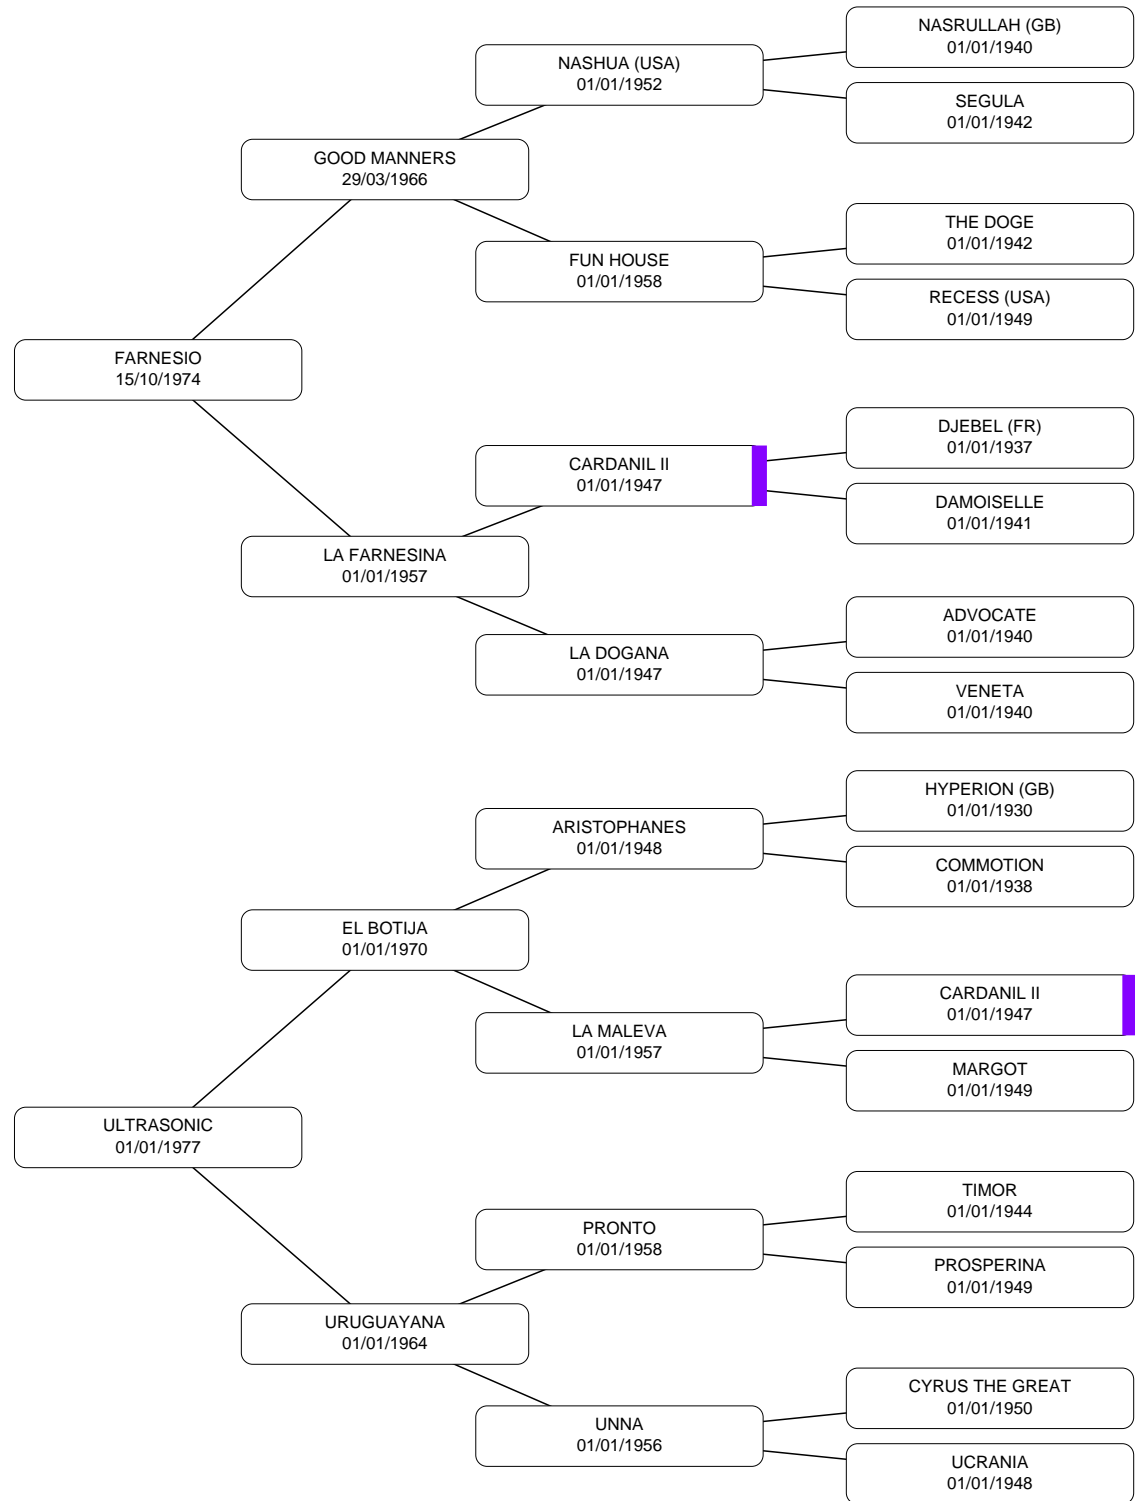 NASRULLAH (GB)
01/01/1940
NASHUA (USA)
01/01/1952
SEGULA
01/01/1942
GOOD MANNERS
29/03/1966
THE DOGE
01/01/1942
FUN HOUSE
01/01/1958
RECESS (USA)
01/01/1949
FARNESIO
15/10/1974
DJEBEL (FR)
01/01/1937
CARDANIL II
01/01/1947
DAMOISELLE
01/01/1941
LA FARNESINA
01/01/1957
ADVOCATE
01/01/1940
LA DOGANA
01/01/1947
VENETA
01/01/1940
HYPERION (GB)
01/01/1930
ARISTOPHANES
01/01/1948
COMMOTION
01/01/1938
EL BOTIJA
01/01/1970
CARDANIL II
01/01/1947
LA MALEVA
01/01/1957
MARGOT
01/01/1949
ULTRASONIC
01/01/1977
TIMOR
01/01/1944
PRONTO
01/01/1958
PROSPERINA
01/01/1949
URUGUAYANA
01/01/1964
CYRUS THE GREAT
01/01/1950
UNNA
01/01/1956
UCRANIA
01/01/1948